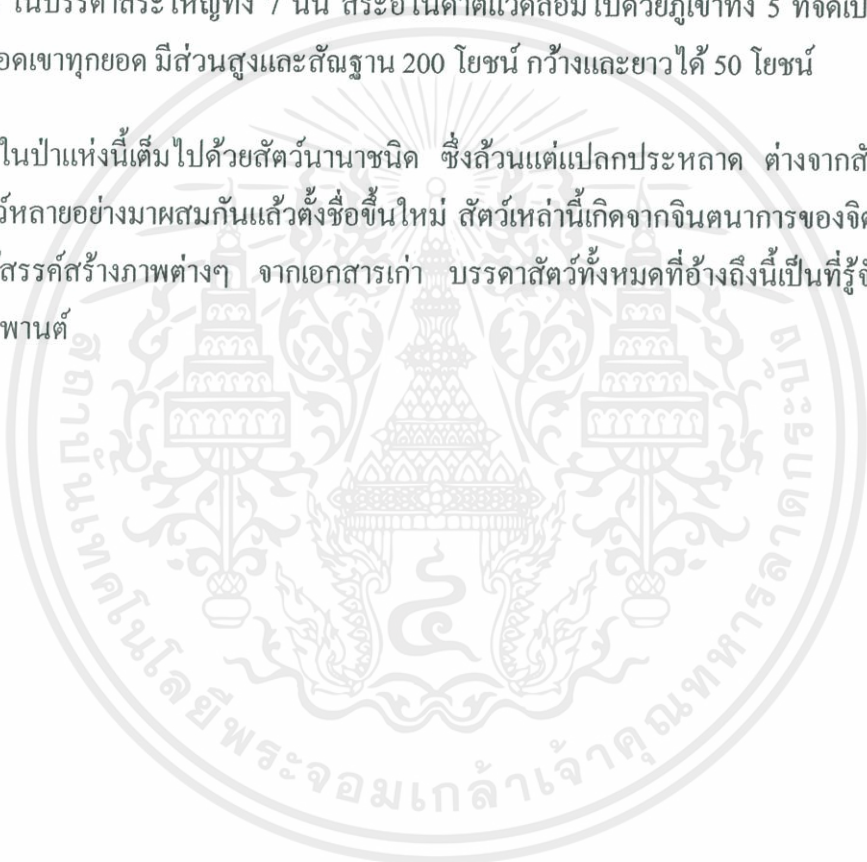 ในบรรดาสระใหญ่ทั้ง 7 นั้น สระอโนดาตแวดล้อมไปด้วยภูเขาทั้ง 5 ที่จัดเป็
อดเขาทุกยอด มีส่วนสูงและสัณฐาน 200 โยชน์ กว้างและยาวได้ 50 โยชน์
ในป่าแห่งนี้เต็มไปด้วยสัตว์นานาชนิด ซึ่งล้วนแต่แปลกประหลาด ต่างจากสั
ว์หลายอย่างมาผสมกันแล้วตั้งชื่อขึ้นใหม่ สัตว์เหล่านี้เกิดจากจินตนาการของจิต
สรรค์สร้างภาพต่างๆ จากเอกสารเก่า บรรดาสัตว์ทั้งหมดที่อ้างถึงนี้เป็นที่รู้จั
พานต์
สถาบันเทคโนโลยีพระจอมเกล้าเจ้าคุณทหารลาดกระบัง